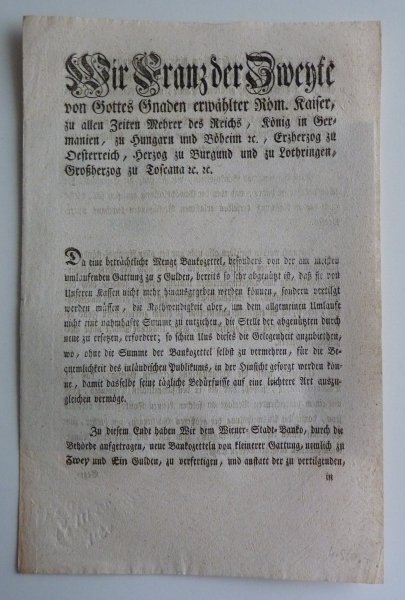 Wir Franz der Zweyte
von Gottes Gnaden erwählter Röm. Kaiser,
zu allen Zeiten Mehrer des Reichs, König in Ger-
manien, zu Hungarn und Böheim ꝛc., Erzherzog zu
Oesterreich, Herzog zu Burgund und zu Lothringen,
Großherzog zu Toscana ꝛc. ꝛc.
Da eine beträchtliche Menge Bankozettel, besonders von der am meisten
umlaufenden Gattung zu 5 Gulden, bereits so sehr abgenützt ist, daß sie von
Unseren Kassen nicht mehr hinausgegeben werden können, sondern vertilgt
werden müssen, die Nothwendigkeit aber, um dem allgemeinen Umlaufe
nicht eine nahmhafte Summe zu entziehen, die Stelle der abgenützten durch
neue zu ersetzen, erfordert; so schien Uns dieses die Gelegenheit anzubiethen,
wo, ohne die Summe der Bankozettel selbst zu vermehren, für die Be-
quemlichkeit des inländischen Publikums, in der Hinsicht gesorgt werden kön-
ne, damit dasselbe seine tägliche Bedürfnisse auf eine leichtere Art auszu-
gleichen vermöge.
Zu diesem Ende haben Wir dem Wiener-Stadt-Banko, durch die
Behörde aufgetragen, neue Bankozetteln von kleinerer Gattung, nemlich zu
Zwey und Ein Gulden, zu verfertigen, und anstatt der zu vertilgenden,
in